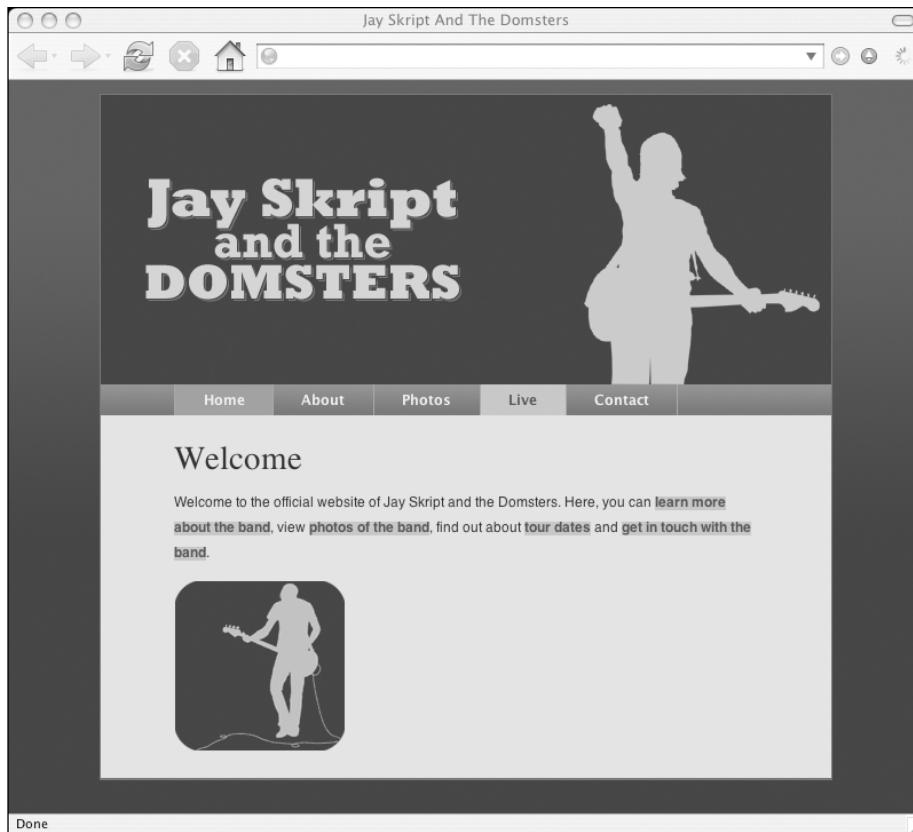 Jay Skript And The Domsters
Jay Skript
and the
DOMSTERS
Home About Photos Live Contact
Welcome
Welcome to the official website of Jay Skript and the Domsters. Here, you can learn more
about the band, view photos of the band, find out about tour dates and get in touch with the
band.
Done